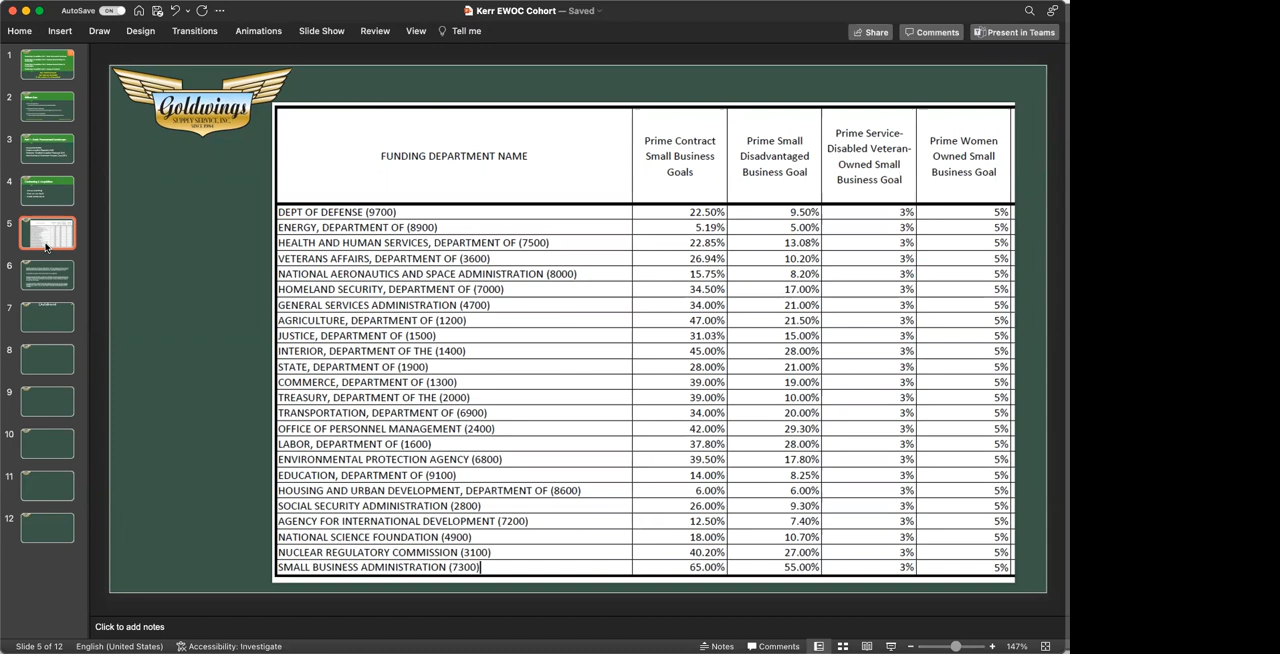 AutoSave ON
Kerr EWOC Cohort — Saved
Home Insert Draw Design Transitions Animations Slide Show Review View Tell me
Share Comments Present in Teams
1
2
3
4
5
6
7
8
9
10
11
12
Goldwings
SUPPLY SERVICE, INC.
SINCE 1984
FUNDING DEPARTMENT NAME
Prime Contract
Small Business
Goals
Prime Small
Disadvantaged
Business Goal
Prime Service-
Disabled Veteran-
Owned Small
Business Goal
Prime Women
Owned Small
Business Goal
DEPT OF DEFENSE (9700) 22.50% 9.50% 3% 5%
ENERGY, DEPARTMENT OF (8900) 5.19% 5.00% 3% 5%
HEALTH AND HUMAN SERVICES, DEPARTMENT OF (7500) 22.85% 13.08% 3% 5%
VETERANS AFFAIRS, DEPARTMENT OF (3600) 26.94% 10.20% 3% 5%
NATIONAL AERONAUTICS AND SPACE ADMINISTRATION (8000) 15.75% 8.20% 3% 5%
HOMELAND SECURITY, DEPARTMENT OF (7000) 34.50% 17.00% 3% 5%
GENERAL SERVICES ADMINISTRATION (4700) 34.00% 21.00% 3% 5%
AGRICULTURE, DEPARTMENT OF (1200) 47.00% 21.50% 3% 5%
JUSTICE, DEPARTMENT OF (1500) 31.03% 15.00% 3% 5%
INTERIOR, DEPARTMENT OF THE (1400) 45.00% 28.00% 3% 5%
STATE, DEPARTMENT OF (1900) 28.00% 21.00% 3% 5%
COMMERCE, DEPARTMENT OF (1300) 39.00% 19.00% 3% 5%
TREASURY, DEPARTMENT OF THE (2000) 39.00% 10.00% 3% 5%
TRANSPORTATION, DEPARTMENT OF (6900) 34.00% 20.00% 3% 5%
OFFICE OF PERSONNEL MANAGEMENT (2400) 42.00% 29.30% 3% 5%
LABOR, DEPARTMENT OF (1600) 37.80% 28.00% 3% 5%
ENVIRONMENTAL PROTECTION AGENCY (6800) 39.50% 17.80% 3% 5%
EDUCATION, DEPARTMENT OF (9100) 14.00% 8.25% 3% 5%
HOUSING AND URBAN DEVELOPMENT, DEPARTMENT OF (8600) 6.00% 6.00% 3% 5%
SOCIAL SECURITY ADMINISTRATION (2800) 26.00% 9.30% 3% 5%
AGENCY FOR INTERNATIONAL DEVELOPMENT (7200) 12.50% 7.40% 3% 5%
NATIONAL SCIENCE FOUNDATION (4900) 18.00% 10.70% 3% 5%
NUCLEAR REGULATORY COMMISSION (3100) 40.20% 27.00% 3% 5%
SMALL BUSINESS ADMINISTRATION (7300) 65.00% 55.00% 3% 5%
Click to add notes
Slide 5 of 12 English (United States) Accessibility: Investigate Notes Comments 147%